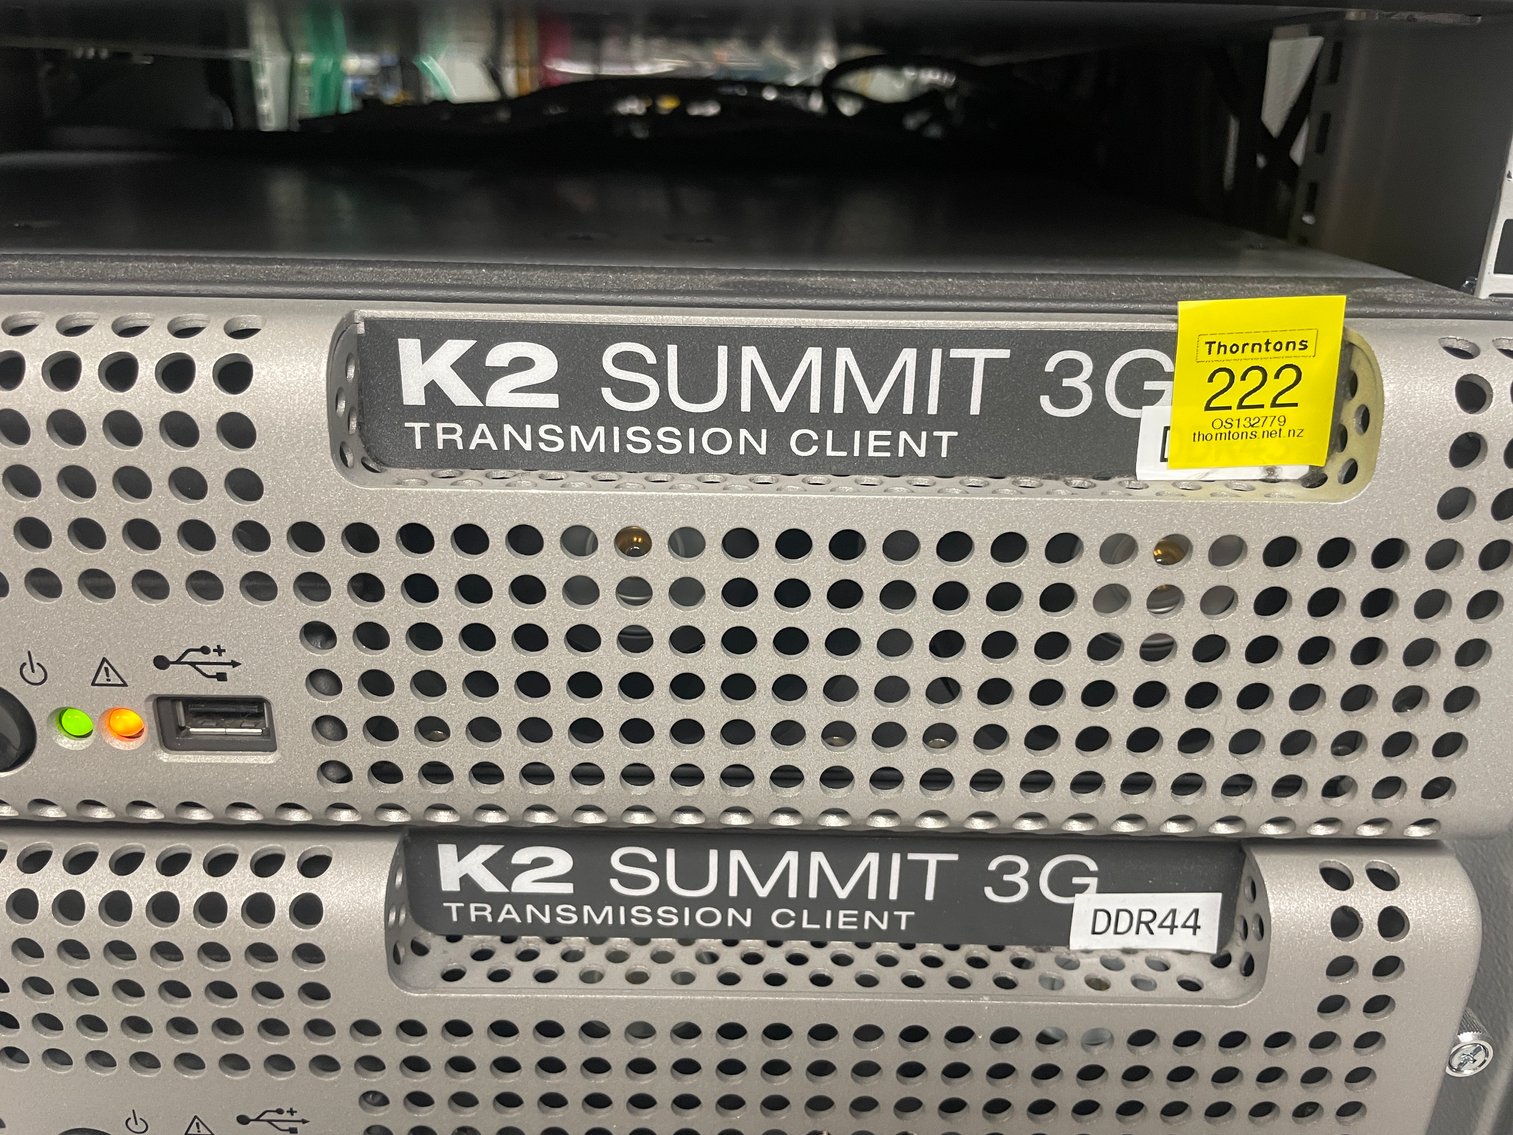 K2 SUMMIT 3G
TRANSMISSION CLIENT
Thorntons
222
OS132779
thorntons.net.nz
K2 SUMMIT 3G
TRANSMISSION CLIENT
DDR44